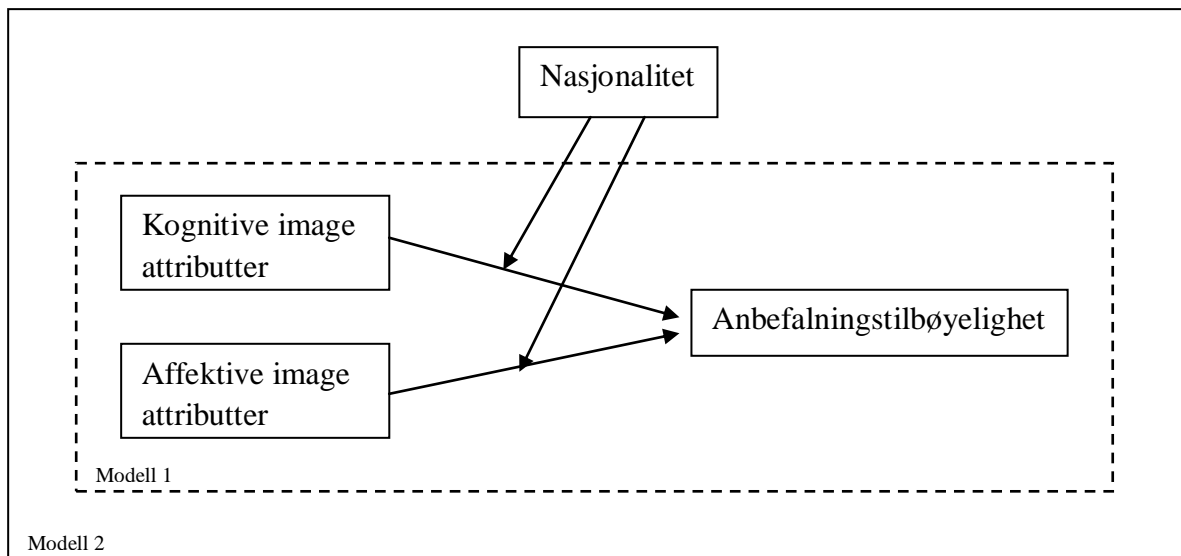 Nasjonalitet
Kognitive image
attributter
Anbefalningstilbøyelighet
Affektive image
attributter
Modell 1
Modell 2